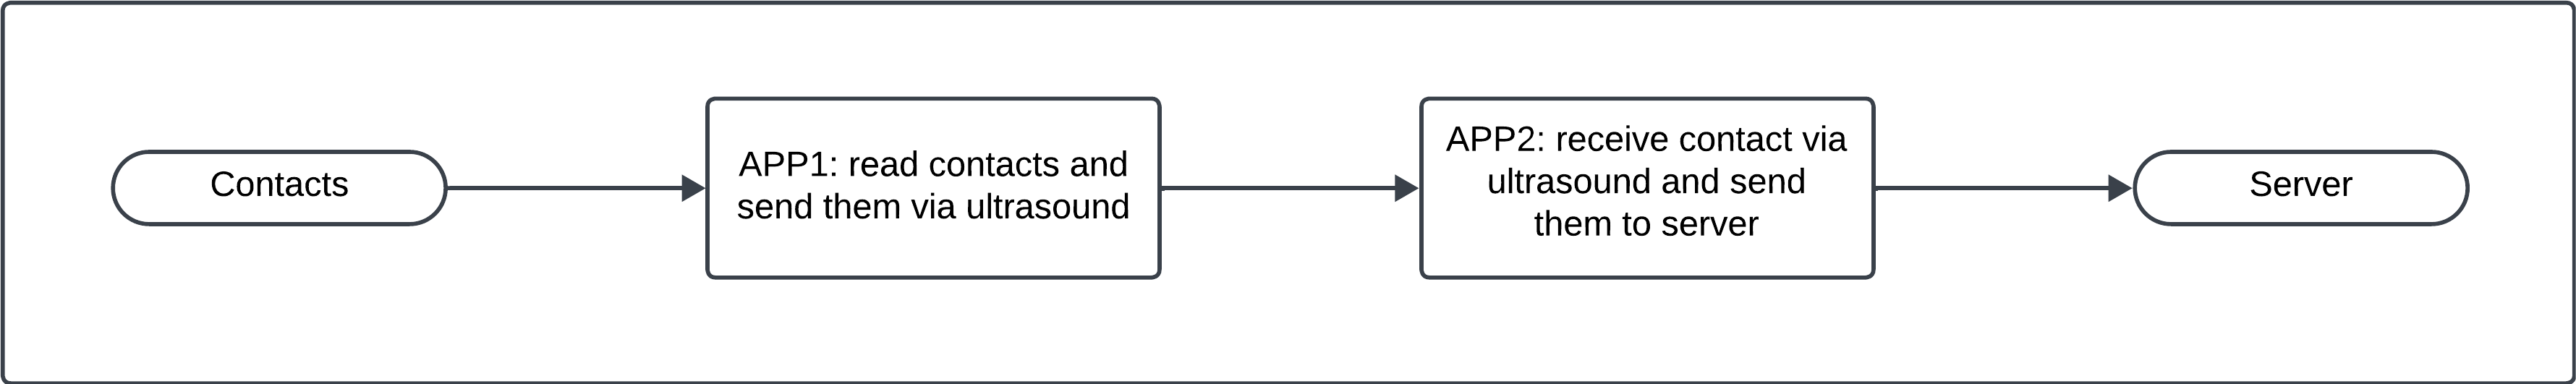 Contacts
APP1: read contacts and
send them via ultrasound
APP2: receive contact via
ultrasound and send
them to server
Server